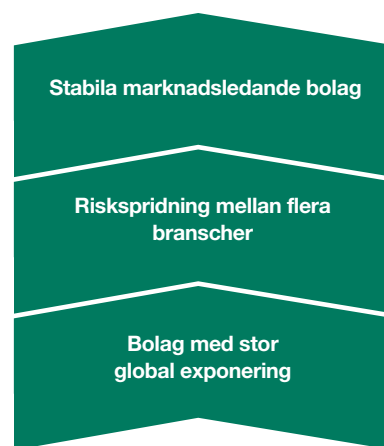 Stabila marknadsledande bolag
Riskspridning mellan flera
branscher
Bolag med stor
global exponering